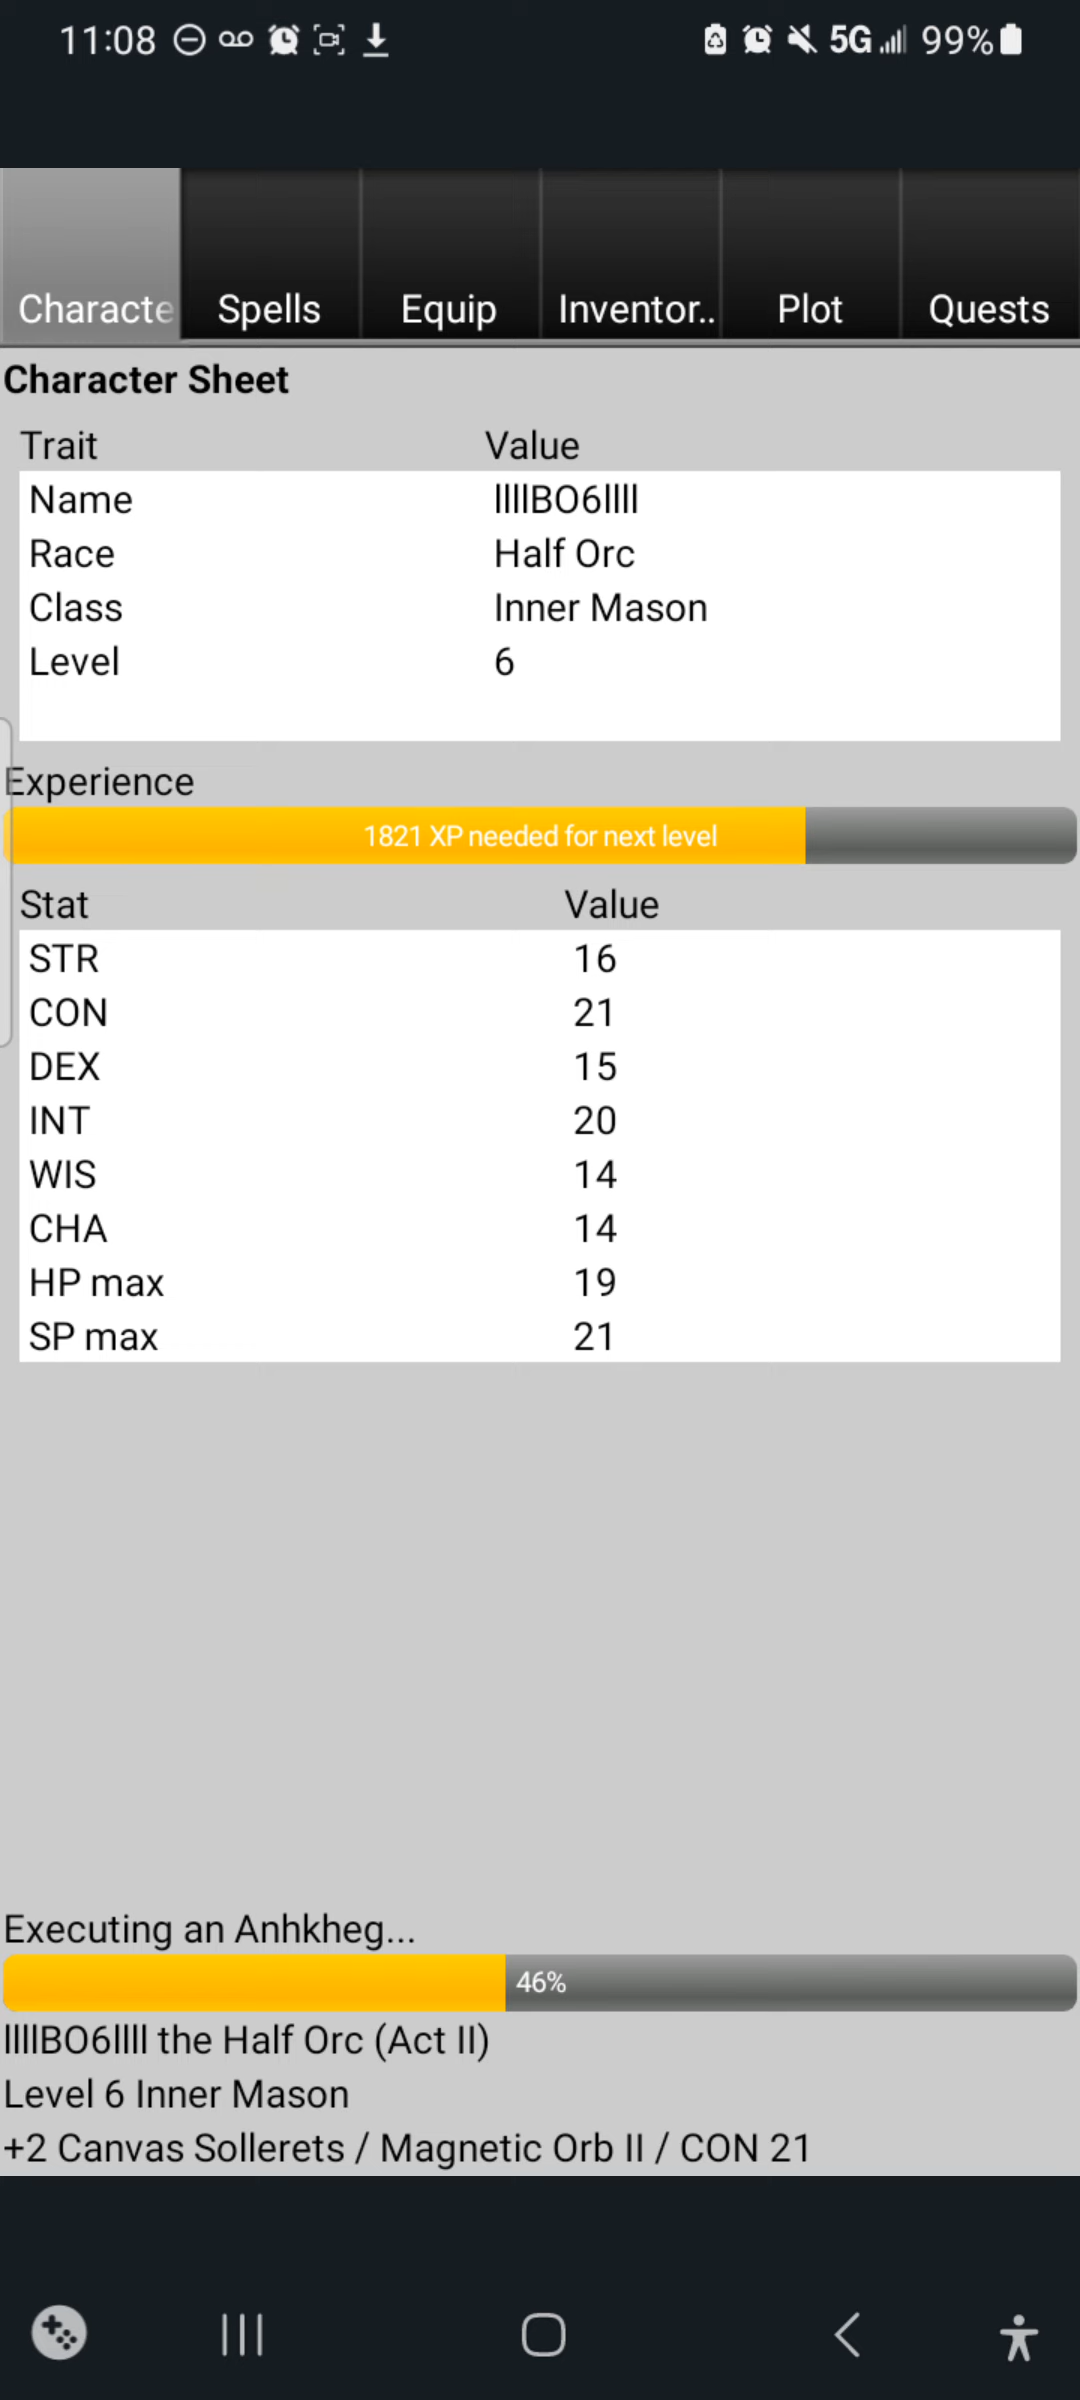 11:08 5G 99%
Characte Spells Equip Inventor.. Plot Quests
Character Sheet
Trait Value
Name llllBO6llll
Race Half Orc
Class Inner Mason
Level 6
Experience
1821 XP needed for next level
Stat Value
STR 16
CON 21
DEX 15
INT 20
WIS 14
CHA 14
HP max 19
SP max 21
Executing an Anhkheg...
46%
llllBO6llll the Half Orc (Act II)
Level 6 Inner Mason
+2 Canvas Sollerets / Magnetic Orb II / CON 21